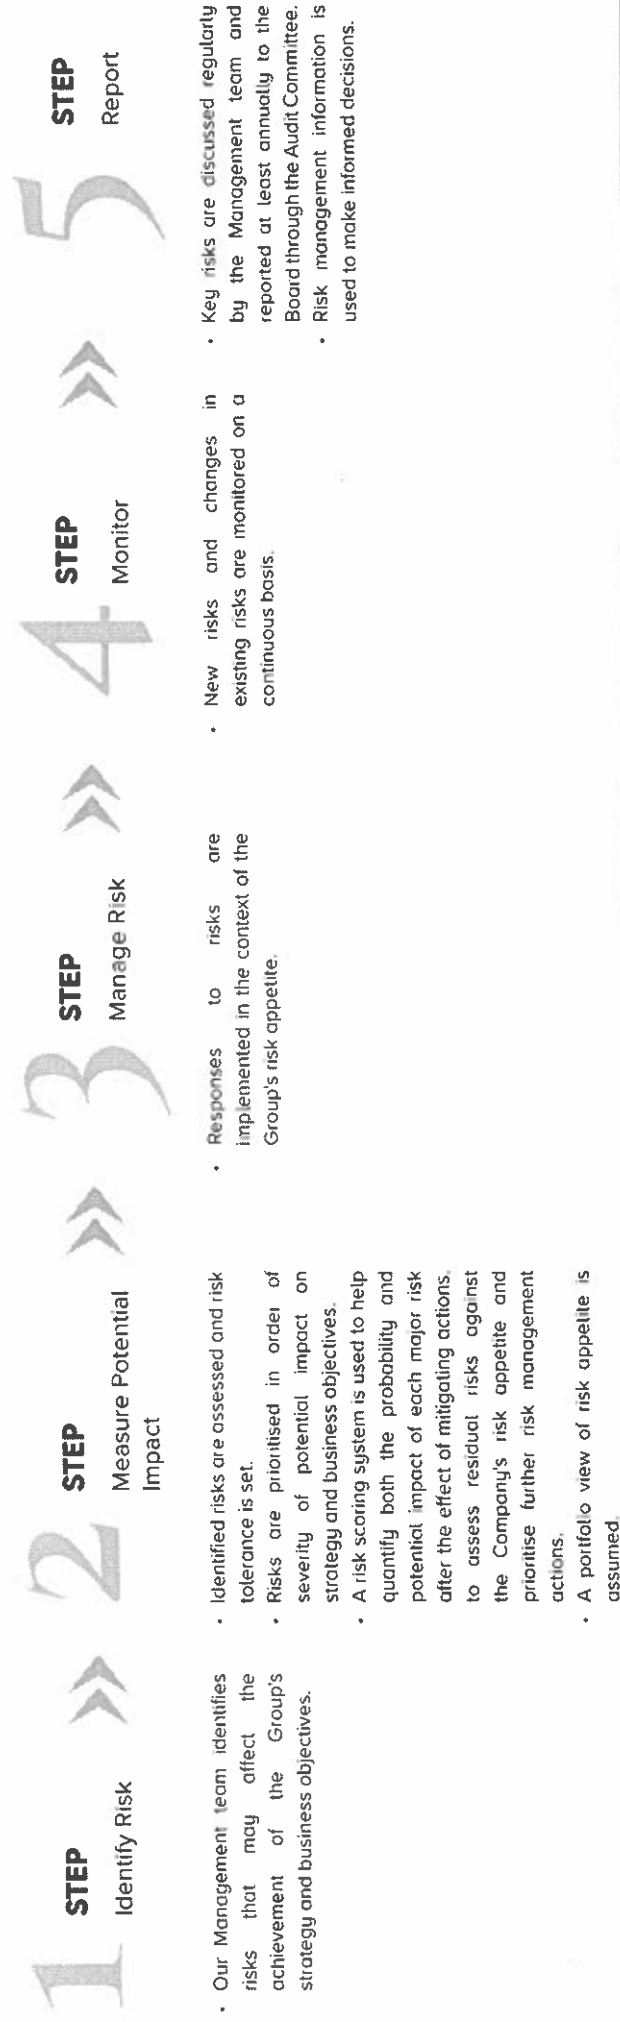 1
STEP
Identify Risk
• Our Management team identifies
risks that may affect the
achievement of the Group's
strategy and business objectives.
2
STEP
Measure Potential
Impact
• Identified risks are assessed and risk
tolerance is set.
• Risks are prioritised in order of
severity of potential impact on
strategy and business objectives.
• A risk scoring system is used to help
quantify both the probability and
potential impact of each major risk
after the effect of mitigating actions,
to assess residual risks against
the Company's risk appetite and
prioritise further risk management
actions.
• A portfolio view of risk appetite is
assumed.
3
STEP
Manage Risk
• Responses to risks are
implemented in the context of the
Group's risk appetite.
4
STEP
Monitor
• New risks and changes in
existing risks are monitored on a
continuous basis.
5
STEP
Report
• Key risks are discussed regularly
by the Management team and
reported at least annually to the
Board through the Audit Committee.
• Risk management information is
used to make informed decisions.